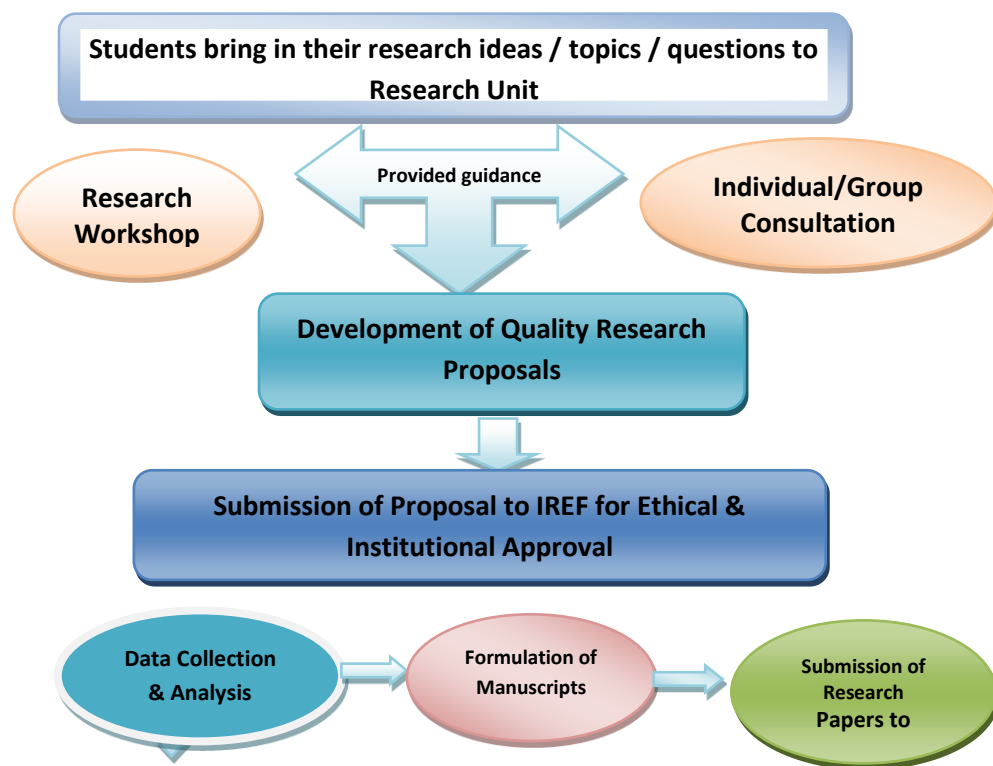 Students bring in their research ideas / topics / questions to
Research Unit
Provided guidance
Research
Workshop
Individual/Group
Consultation
Development of Quality Research
Proposals
Submission of Proposal to IREF for Ethical &
Institutional Approval
Data Collection
& Analysis
Formulation of
Manuscripts
Submission of
Research
Papers to